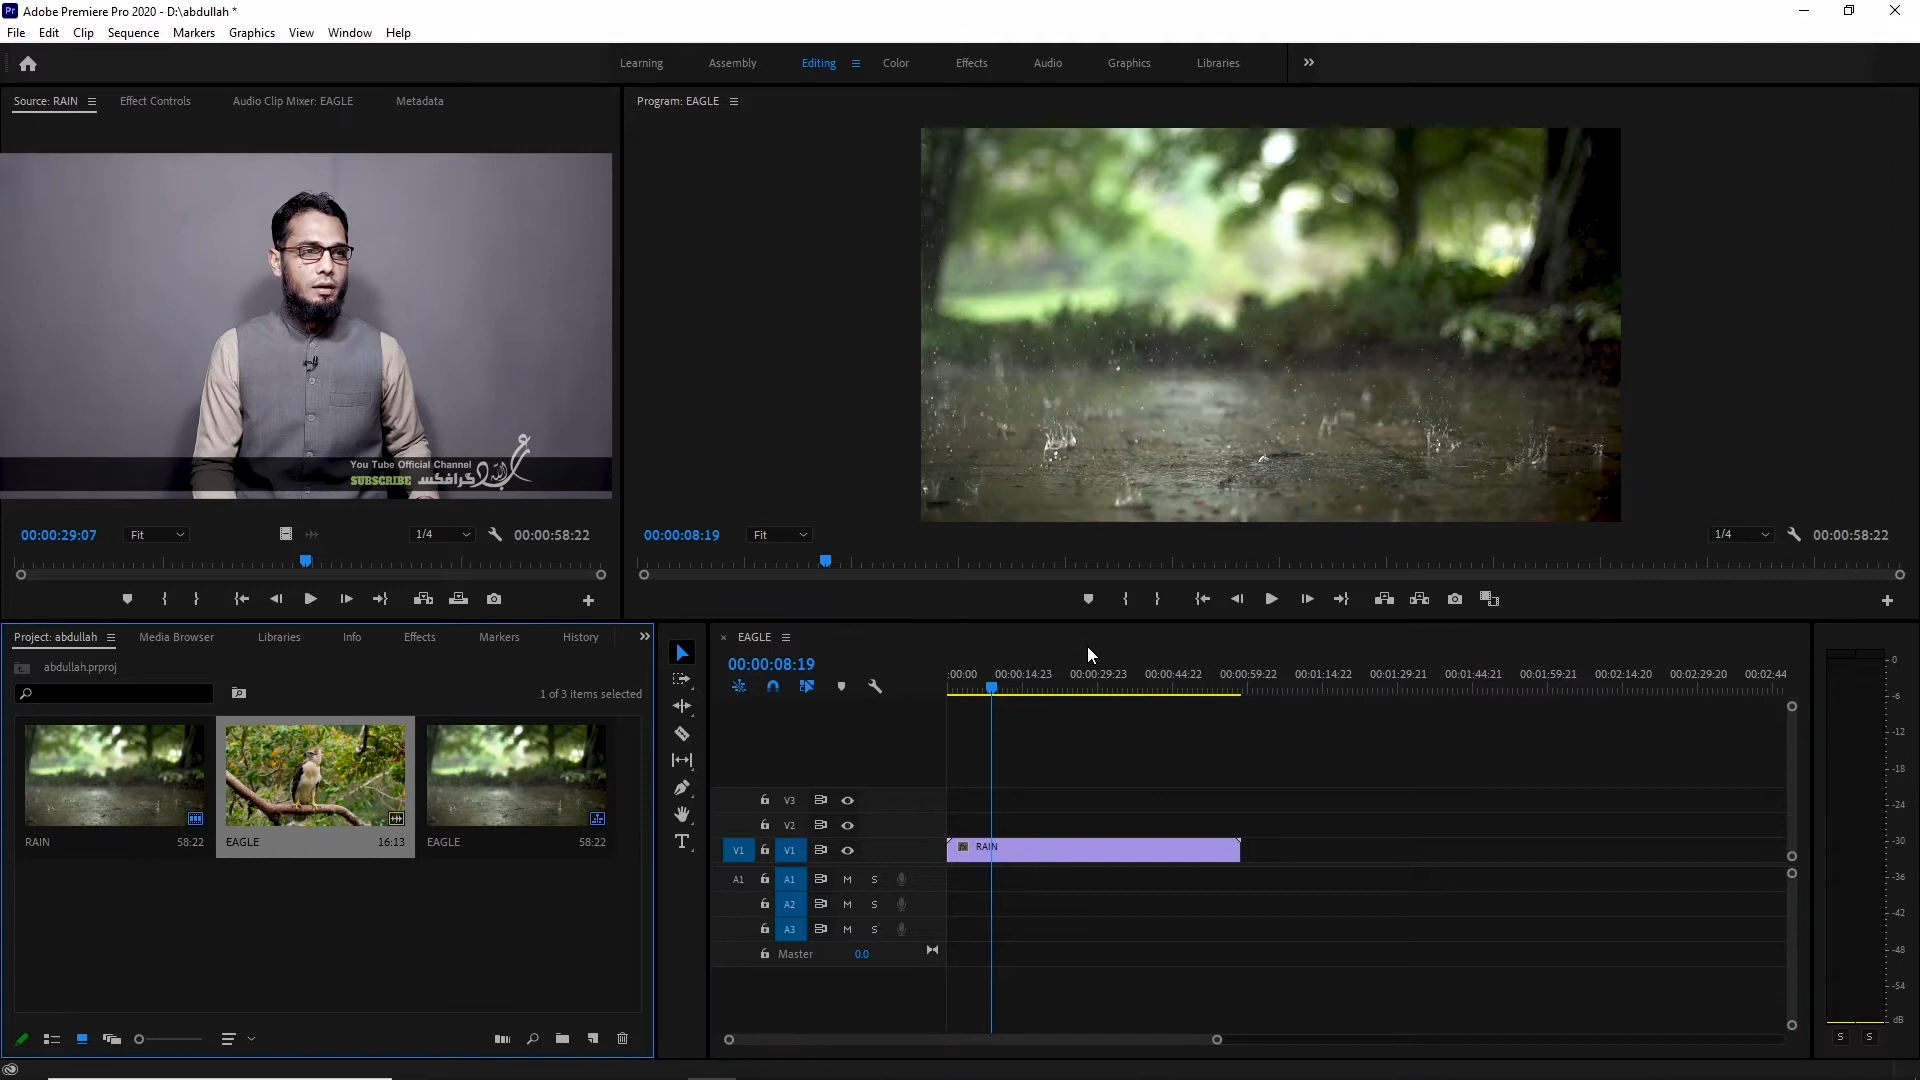 Pr Adobe Premiere Pro 2020 - D:\abdullah *
File Edit Clip Sequence Markers Graphics View Window Help
Learning Assembly Editing Color Effects Audio Graphics Libraries
Source: RAIN Effect Controls Audio Clip Mixer: EAGLE Metadata
Program: EAGLE
You Tube Official Channel
SUBSCRIBE عبداللہ گرافکس
00:00:29:07 Fit 1/4 00:00:58:22
00:00:08:19 Fit 1/4 00:00:58:22
Project: abdullah Media Browser Libraries Info Effects Markers History
abdullah.prproj
1 of 3 items selected
RAIN 58:22
EAGLE 16:13
EAGLE 58:22
EAGLE
00:00:08:19
:00:00 00:00:14:23 00:00:29:23 00:00:44:22 00:00:59:22 00:01:14:22 00:01:29:21 00:01:44:21 00:01:59:21 00:02:14:20 00:02:29:20 00:02:44
V3
V2
V1 V1 fx RAIN
A1 A1 M S
A2 M S
A3 M S
Master 0.0
0
-6
-12
-18
-24
-30
-36
-42
-48
-54
dB
S S